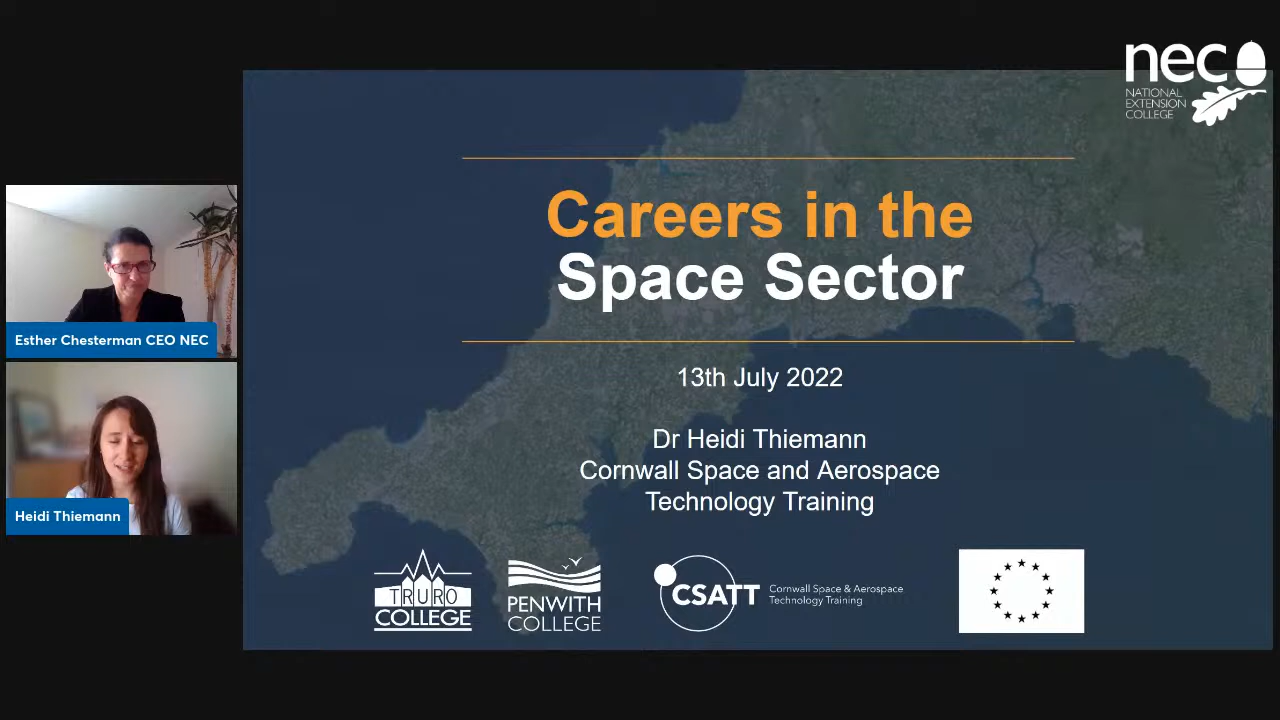 nec
NATIONAL
EXTENSION
COLLEGE
Careers in the
Space Sector
13th July 2022
Dr Heidi Thiemann
Cornwall Space and Aerospace
Technology Training
Esther Chesterman CEO NEC
Heidi Thiemann
TRURO
COLLEGE
PENWITH
COLLEGE
CSATT
Cornwall Space & Aerospace
Technology Training